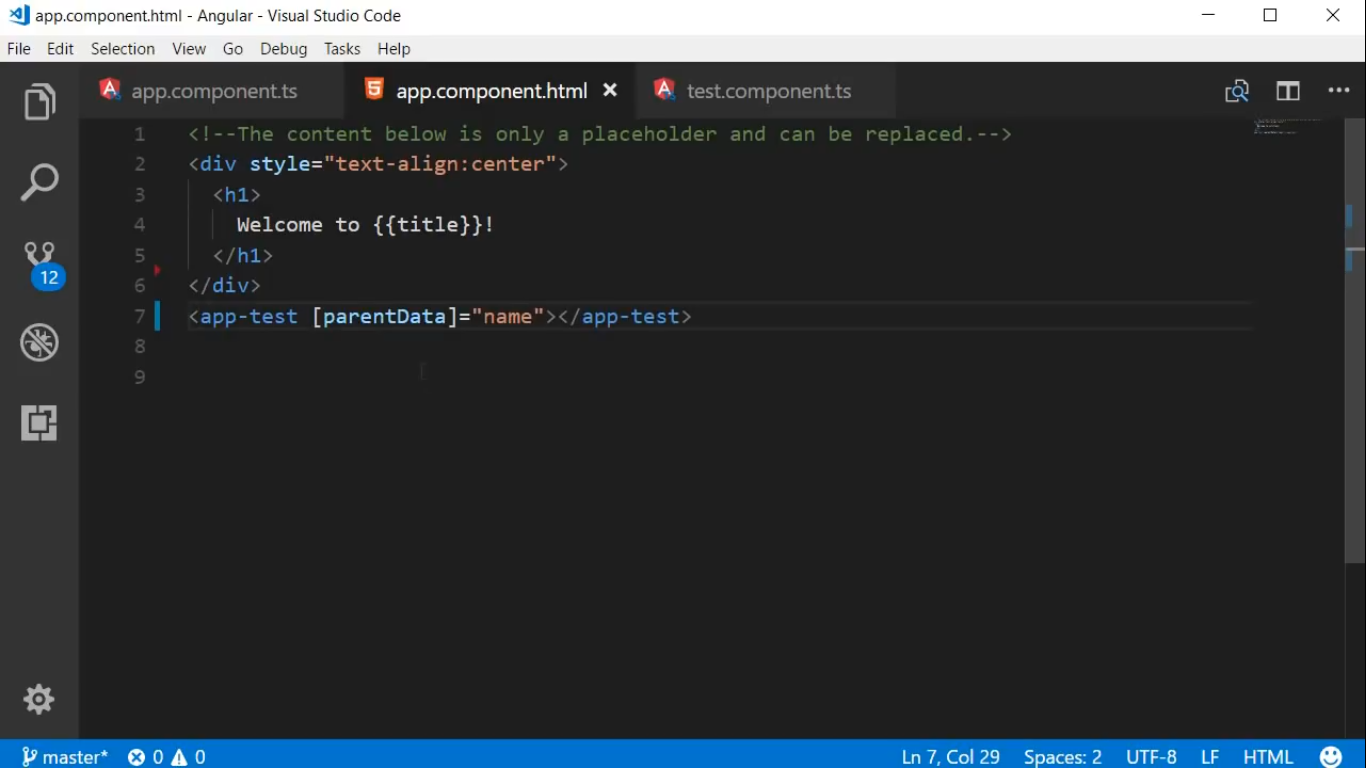 app.component.html - Angular - Visual Studio Code
File Edit Selection View Go Debug Tasks Help
app.component.ts app.component.html test.component.ts
1 <!--The content below is only a placeholder and can be replaced.-->
2 <div style="text-align:center">
3 <h1>
4 Welcome to {{title}}!
5 </h1>
6 </div>
7 <app-test [parentData]="name"></app-test>
8
9
12
master* 0 0 Ln 7, Col 29 Spaces: 2 UTF-8 LF HTML